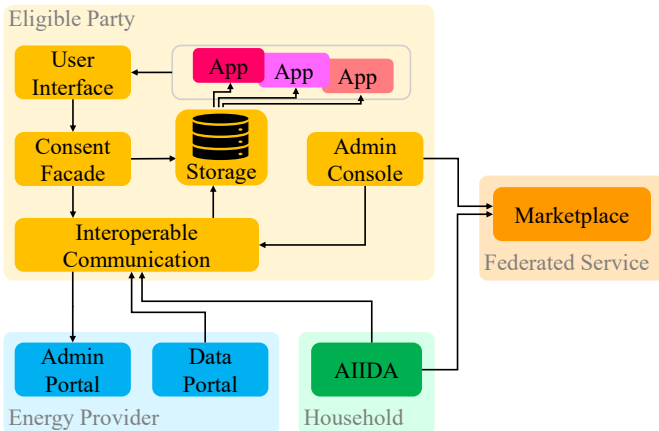 Eligible Party
User
Interface
App
App
App
Consent
Facade
Storage
Admin
Console
Interoperable
Communication
Marketplace
Federated Service
Admin
Portal
Data
Portal
Energy Provider
AIIDA
Household